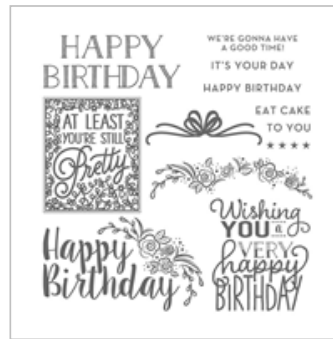 HAPPY
BIRTHDAY
WE'RE GONNA HAVE
A GOOD TIME!
IT'S YOUR DAY
HAPPY BIRTHDAY
EAT CAKE
TO YOU
AT LEAST
YOU'RE STILL
Pretty
Happy
Birthday
Wishing
YOU a
VERY
happy
BIRTHDAY